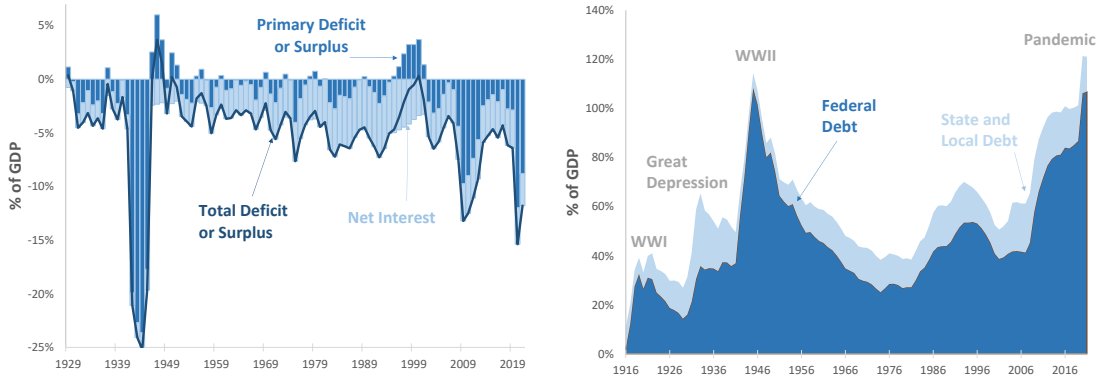 % of GDP
5%
0%
-5%
-10%
-15%
-20%
-25%
Primary Deficit
or Surplus
Total Deficit
or Surplus
Net Interest
1929
1939
1949
1959
1969
1979
1989
1999
2009
2019
% of GDP
140%
120%
100%
80%
60%
40%
20%
0%
WWI
Great
Depression
WWII
Federal
Debt
State and
Local Debt
Pandemic
1916
1926
1936
1946
1956
1966
1976
1986
1996
2006
2016